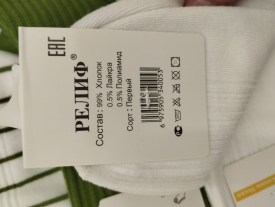 EAC
РЕЛИФ®
Состав: 99% Хлопок
0.5% Лайкра
0.5% Полиамид
Сорт: Первый